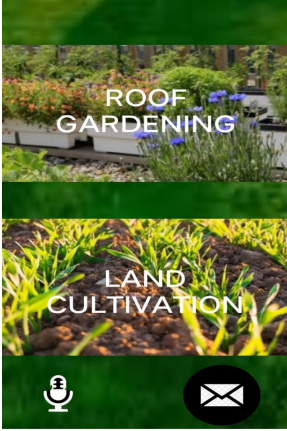 ROOF
GARDENING
LAND
CULTIVATION